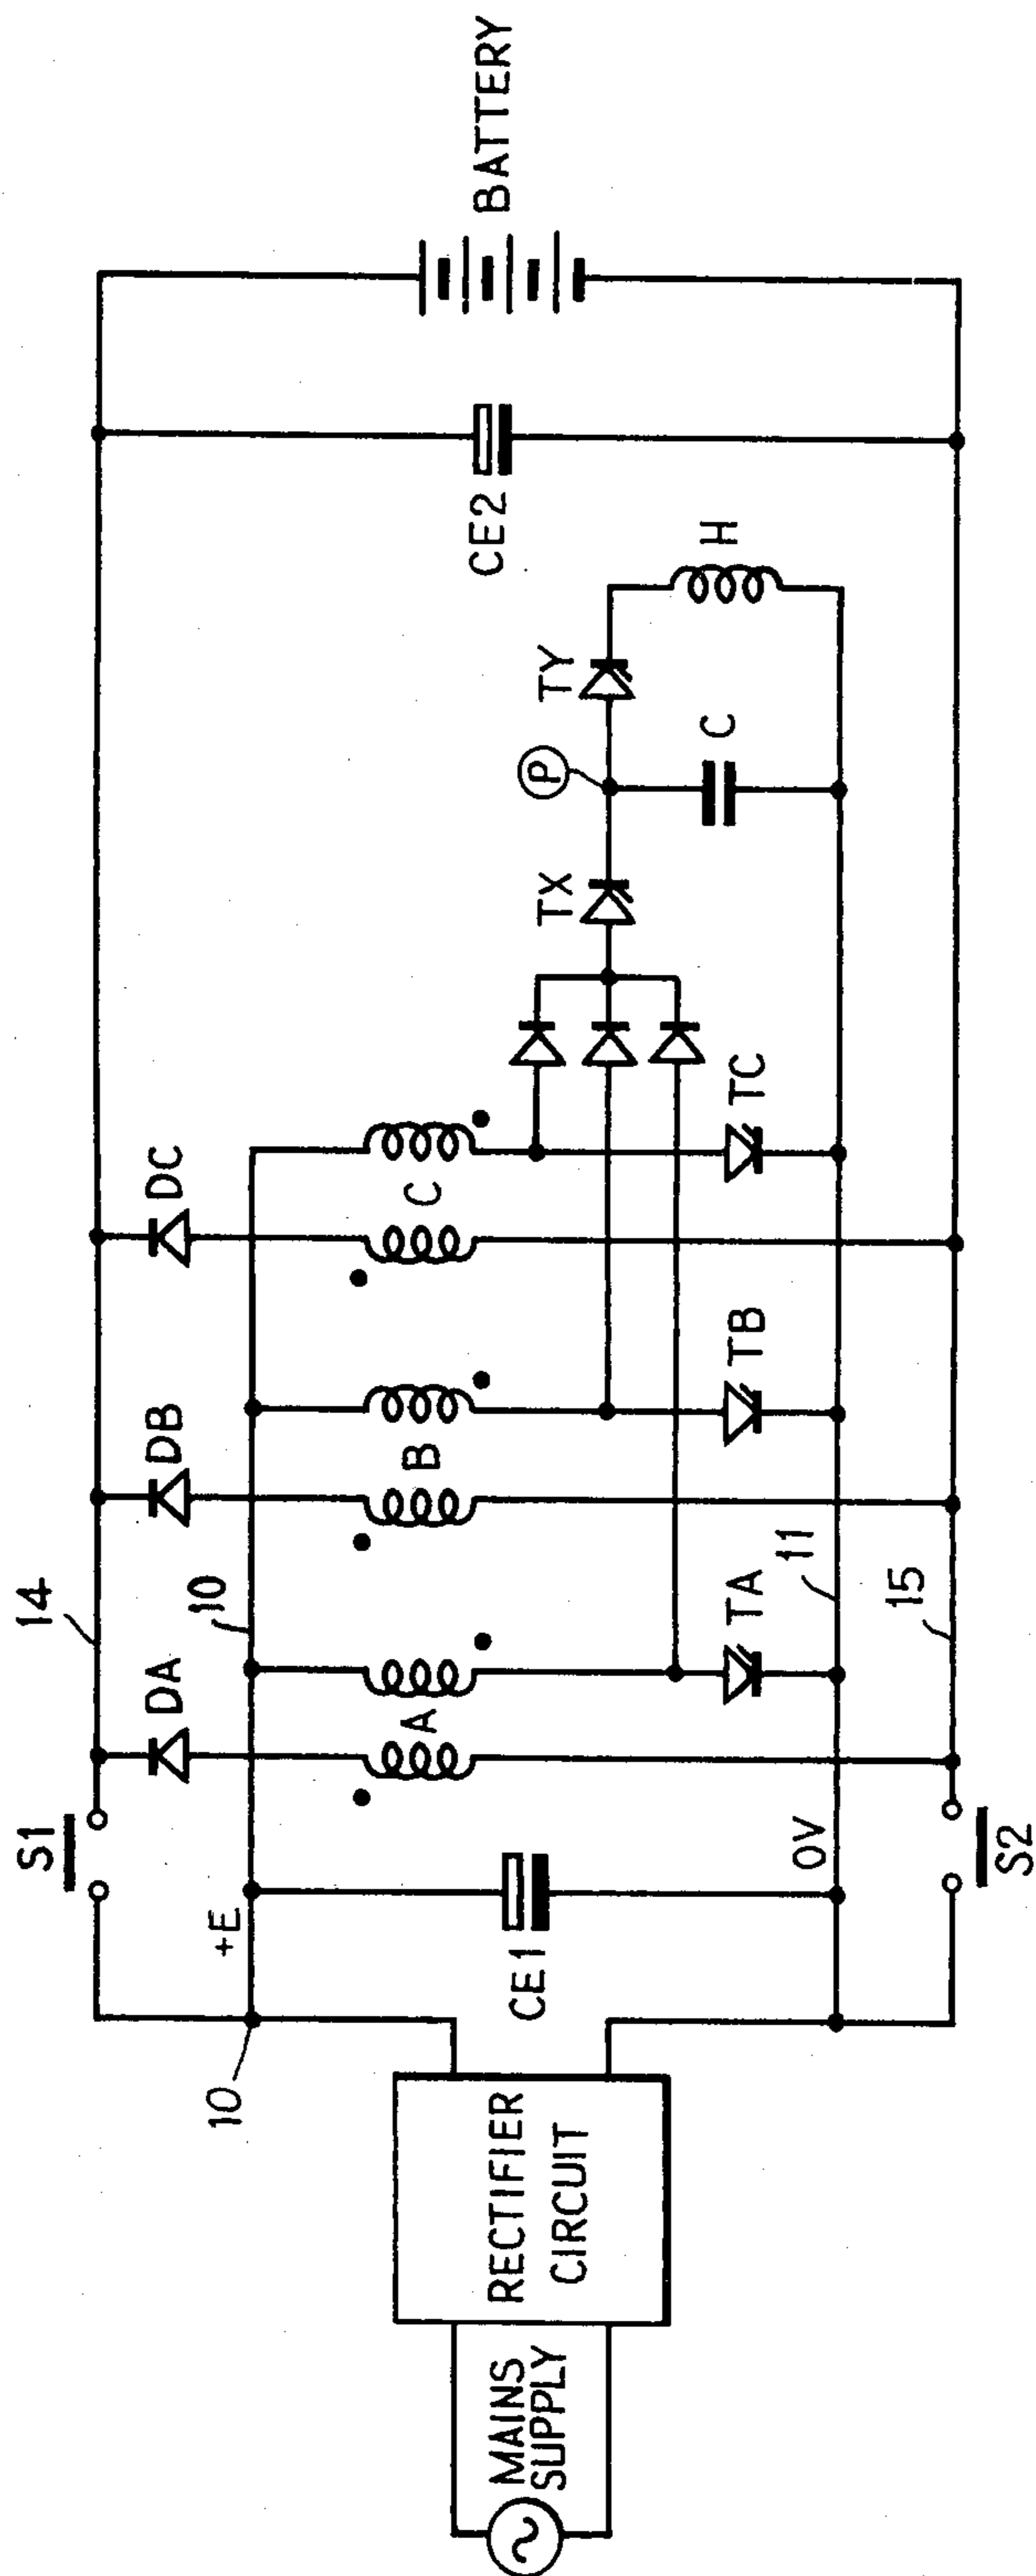 MAINS
SUPPLY
RECTIFIER
CIRCUIT
10
+E
CE1
0V
S1
S2
14
10
DA
A
TA
11
15
DB
B
TB
DC
C
TC
TX
P
TY
C
H
CE2
BATTERY